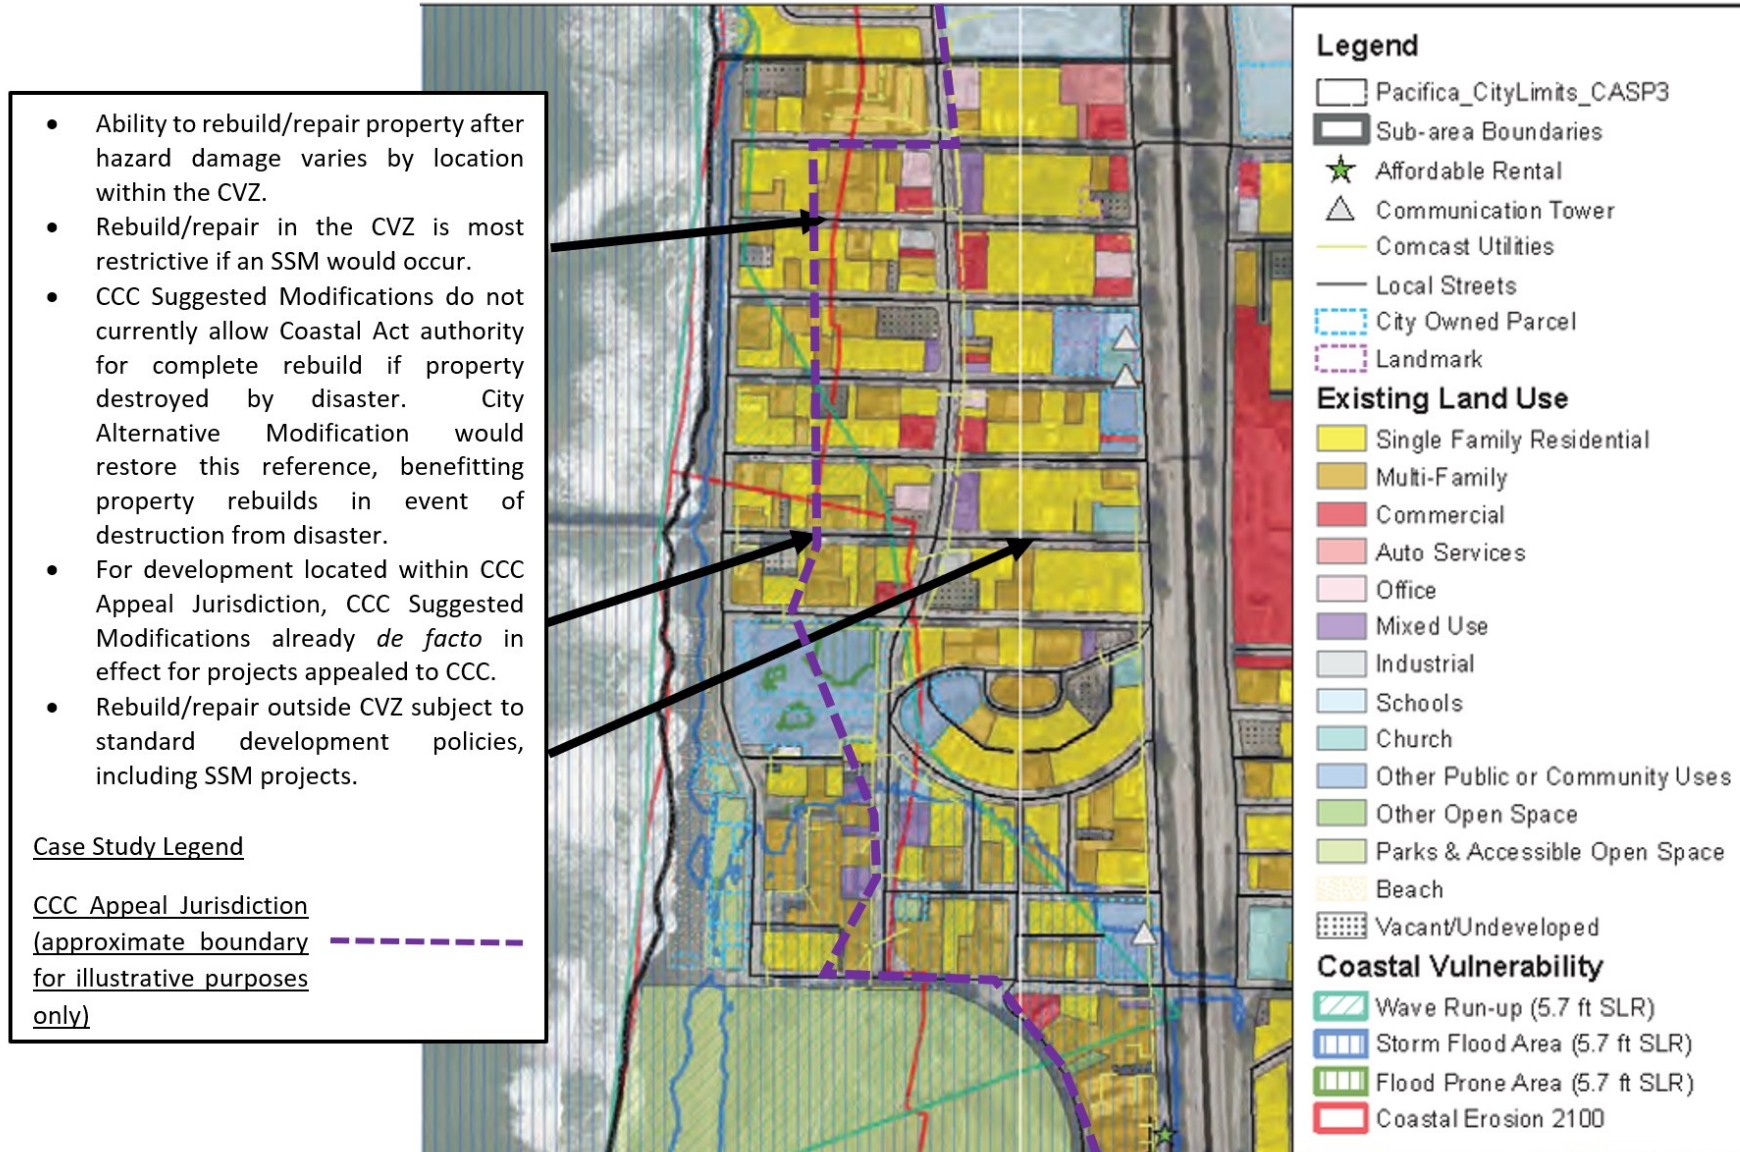 • Ability to rebuild/repair property after
hazard damage varies by location
within the CVZ.
• Rebuild/repair in the CVZ is most
restrictive if an SSM would occur.
• CCC Suggested Modifications do not
currently allow Coastal Act authority
for complete rebuild if property
destroyed by disaster. City
Alternative Modification would
restore this reference, benefitting
property rebuilds in event of
destruction from disaster.
• For development located within CCC
Appeal Jurisdiction, CCC Suggested
Modifications already de facto in
effect for projects appealed to CCC.
• Rebuild/repair outside CVZ subject to
standard development policies,
including SSM projects.
Case Study Legend
CCC Appeal Jurisdiction
(approximate boundary
for illustrative purposes
only)
Legend
Pacifica_CityLimits_CASP3
Sub-area Boundaries
Affordable Rental
Communication Tower
Comcast Utilities
Local Streets
City Owned Parcel
Landmark
Existing Land Use
Single Family Residential
Multi-Family
Commercial
Auto Services
Office
Mixed Use
Industrial
Schools
Church
Other Public or Community Uses
Other Open Space
Parks & Accessible Open Space
Beach
Vacant/Undeveloped
Coastal Vulnerability
Wave Run-up (5.7 ft SLR)
Storm Flood Area (5.7 ft SLR)
Flood Prone Area (5.7 ft SLR)
Coastal Erosion 2100